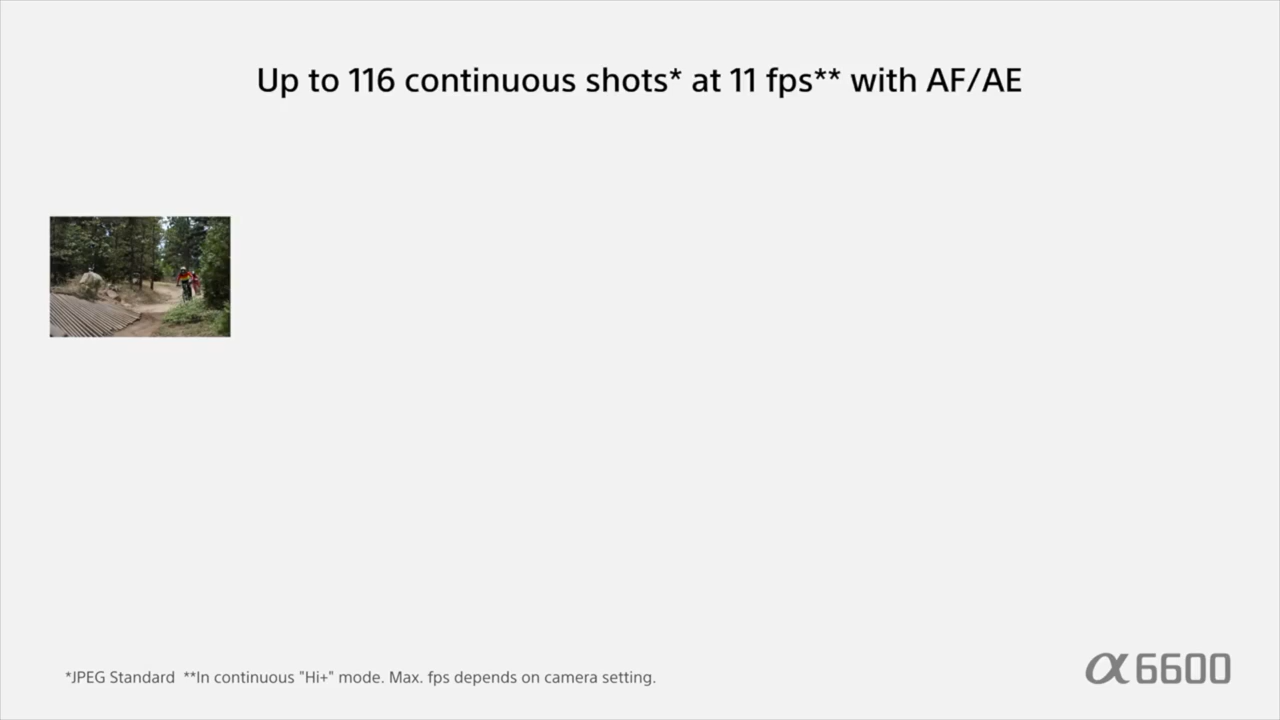 Up to 116 continuous shots* at 11 fps** with AF/AE
*JPEG Standard  **In continuous "Hi+" mode. Max. fps depends on camera setting.
α6600